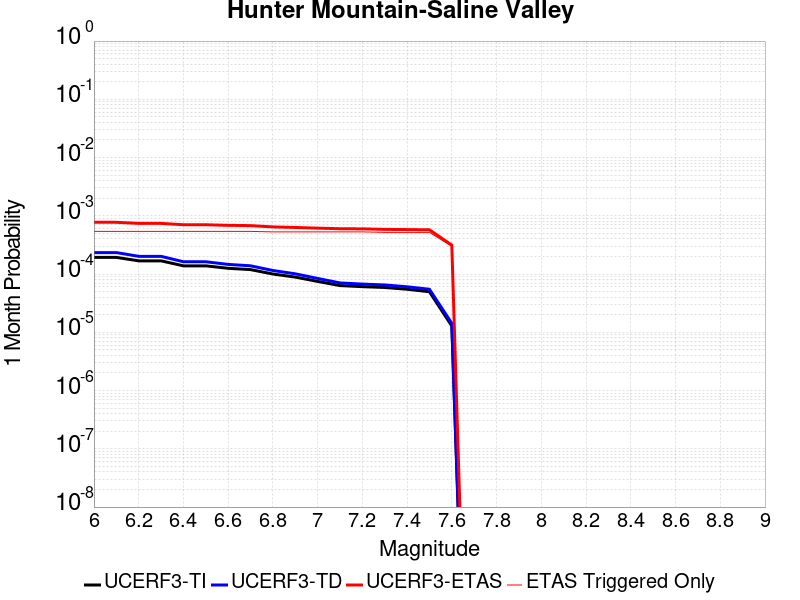 Hunter Mountain-Saline Valley
1 Month Probability
10^0
10^-1
10^-2
10^-3
10^-4
10^-5
10^-6
10^-7
10^-8
6 6.2 6.4 6.6 6.8 7 7.2 7.4 7.6 7.8 8 8.2 8.4 8.6 8.8 9
Magnitude
UCERF3-TI UCERF3-TD UCERF3-ETAS ETAS Triggered Only